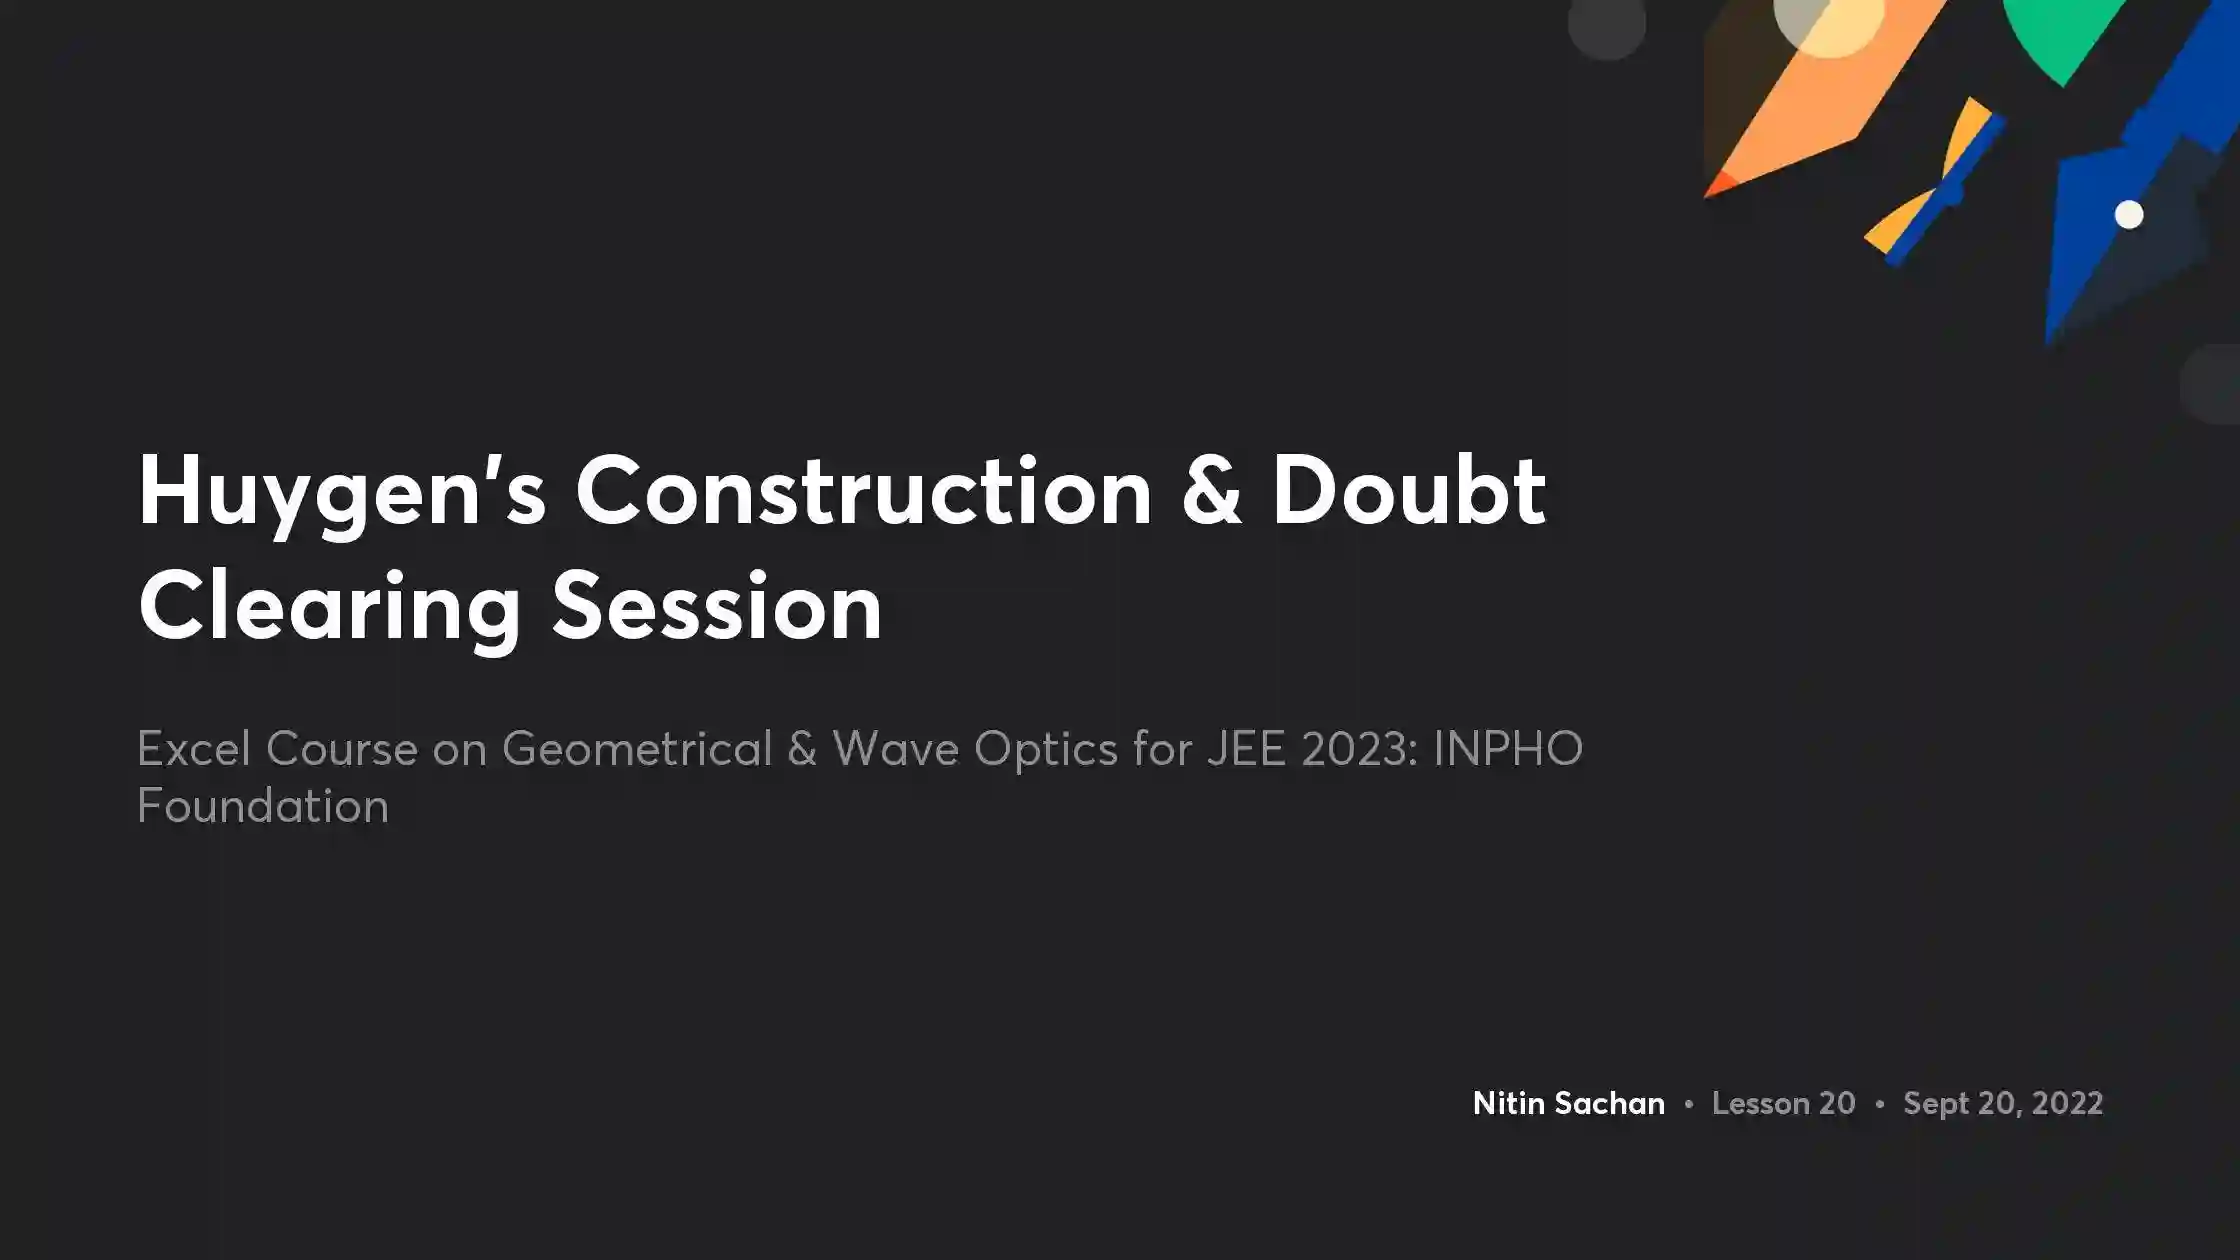 Huygen's Construction & Doubt
Clearing Session
Excel Course on Geometrical & Wave Optics for JEE 2023: INPHO
Foundation
Nitin Sachan • Lesson 20 • Sept 20, 2022